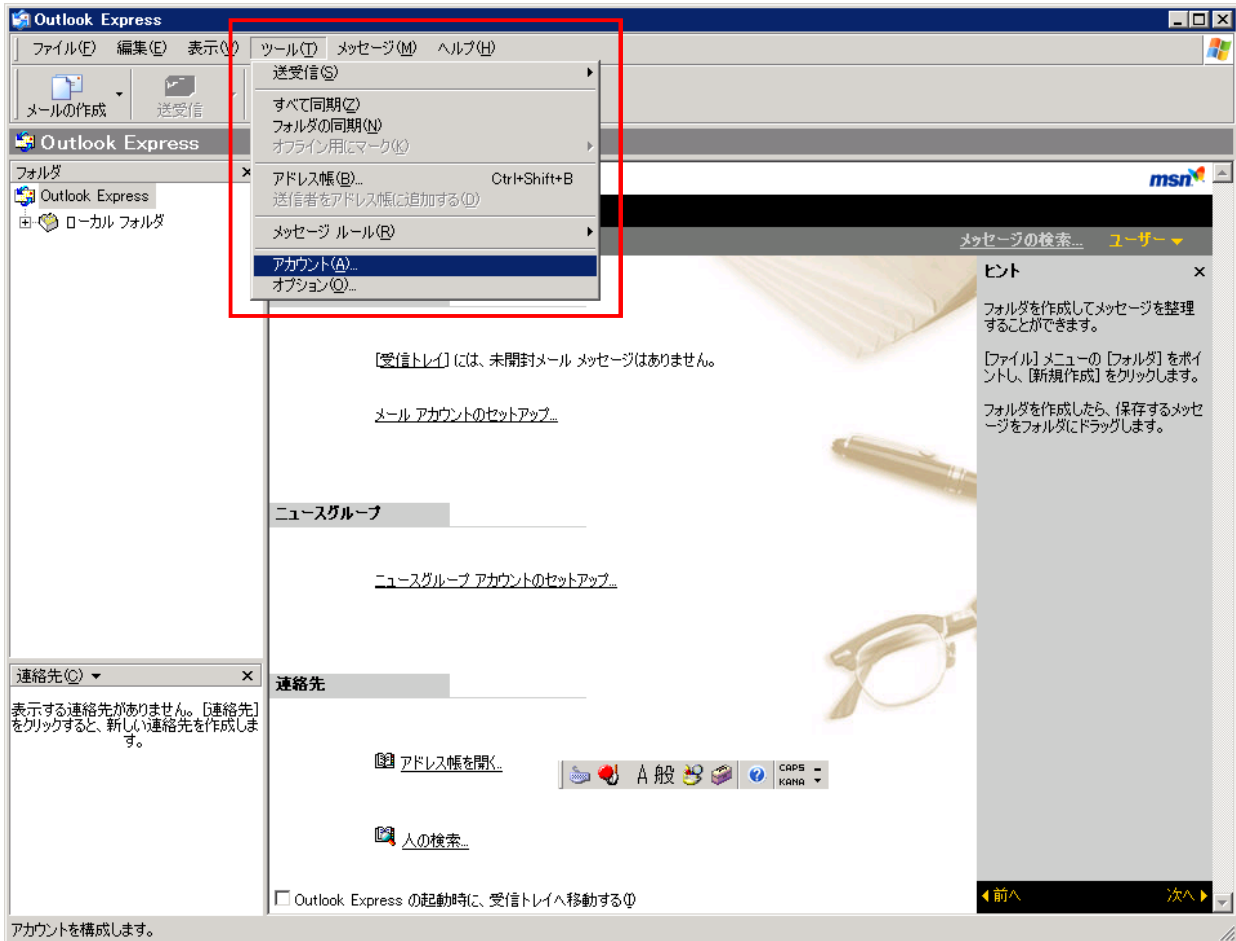 Outlook Express
ファイル(F) 編集(E) 表示(V) ツール(T) メッセージ(M) ヘルプ(H)
メールの作成 送受信
送受信(S)
すべて同期(Z)
フォルダの同期(N)
オフライン用にマーク(K)
アドレス帳(B)... Ctrl+Shift+B
送信者をアドレス帳に追加する(D)
メッセージ ルール(R)
アカウント(A)...
オプション(O)...
Outlook Express
フォルダ
Outlook Express
ローカル フォルダ
msn
メッセージの検索... ユーザー
[受信トレイ] には、未開封メール メッセージはありません。
メール アカウントのセットアップ...
ニュースグループ
ニュースグループ アカウントのセットアップ...
連絡先
アドレス帳を開く...
人の検索...
Outlook Express の起動時に、受信トレイへ移動する(I)
ヒント
フォルダを作成してメッセージを整理
することができます。
[ファイル] メニューの [フォルダ] をポイ
ントし、[新規作成] をクリックします。
フォルダを作成したら、保存するメッセ
ージをフォルダにドラッグします。
前へ 次へ
連絡先(C)
表示する連絡先がありません。[連絡先]
をクリックすると、新しい連絡先を作成しま
す。
A 般 CAPS
KANA
アカウントを構成します。